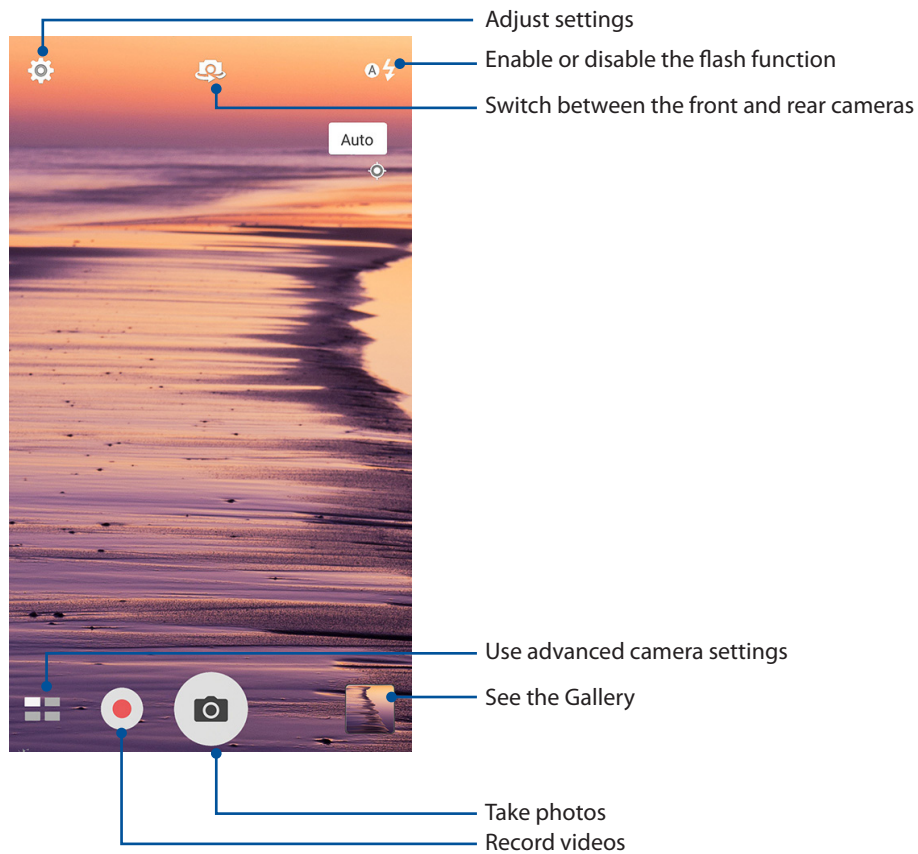 Adjust settings
Enable or disable the flash function
Switch between the front and rear cameras
A
Auto
Use advanced camera settings
See the Gallery
Take photos
Record videos